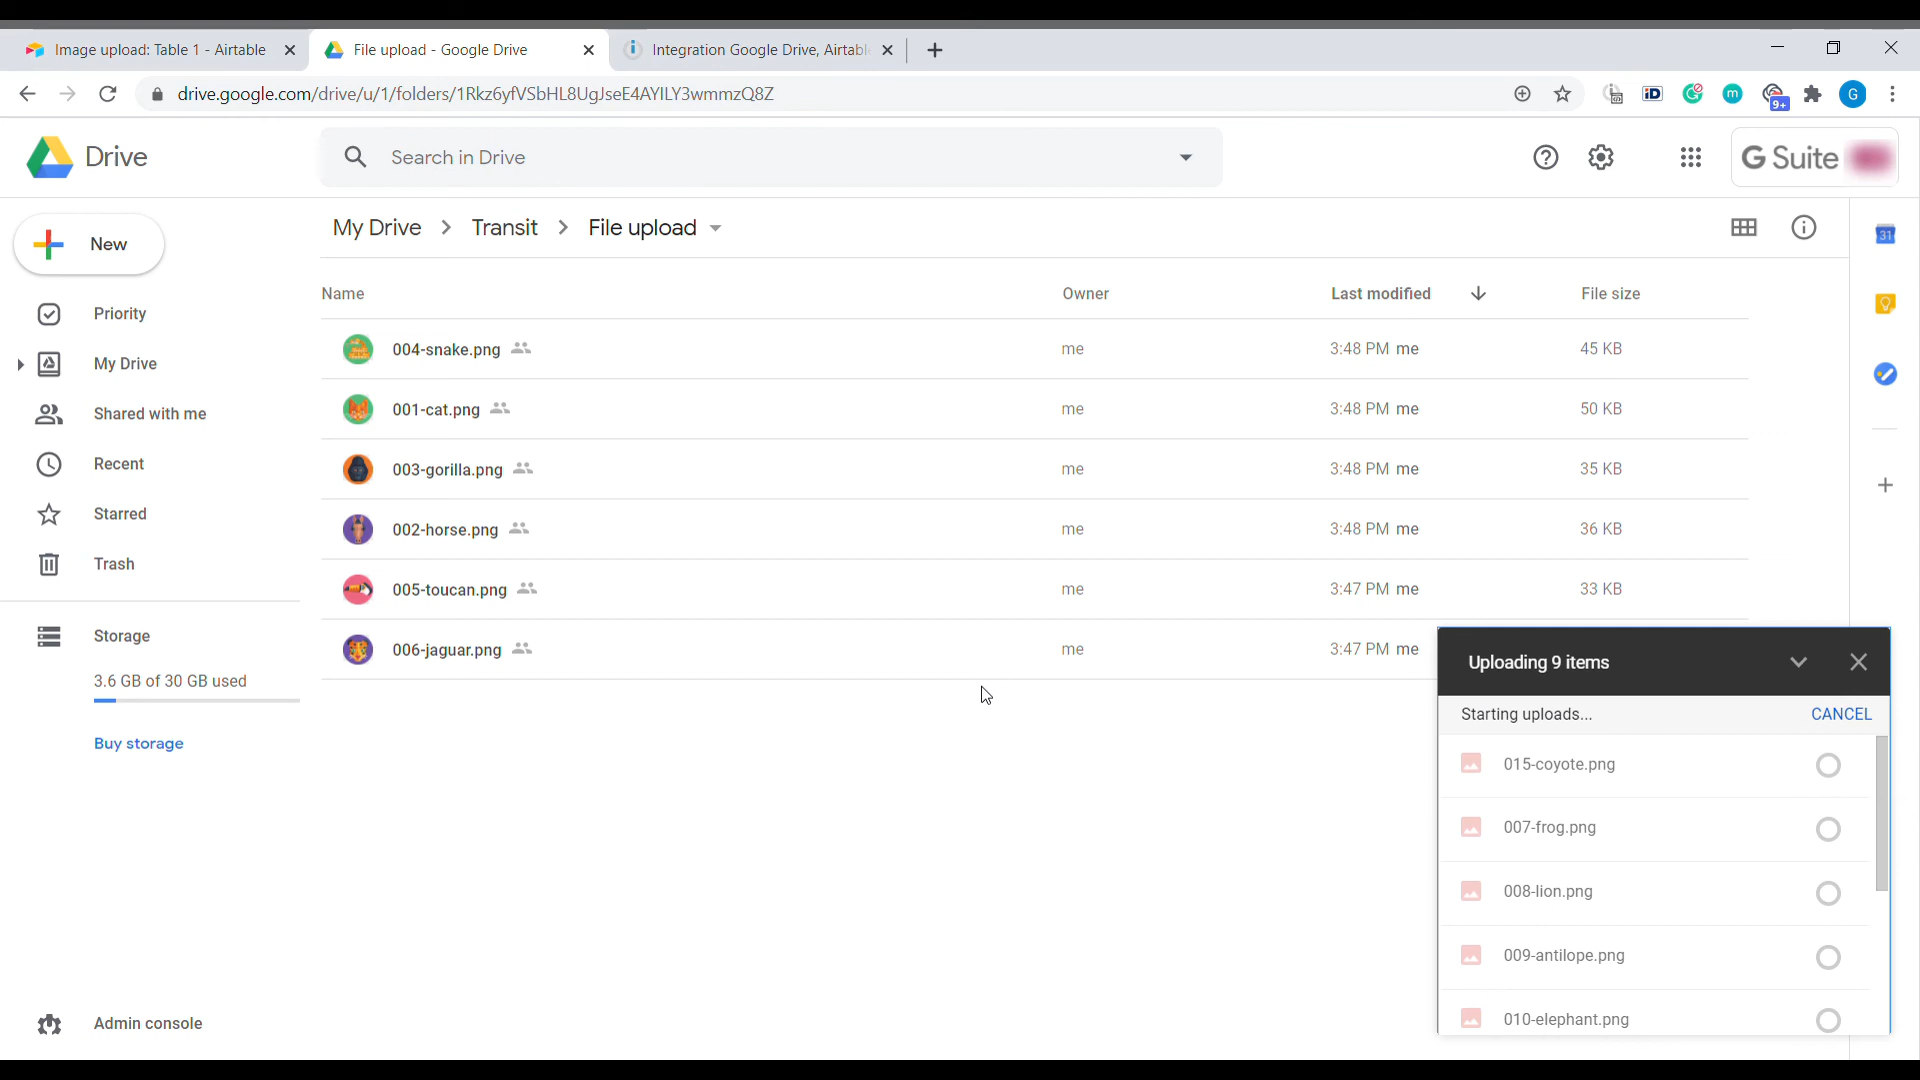 Image upload: Table 1 - Airtable
File upload - Google Drive
Integration Google Drive, Airtabl
drive.google.com/drive/u/1/folders/1Rkz6yfVSbHL8UgJseE4AYILY3wmmzQ8Z
iD
m
9+
G
Drive
Search in Drive
G Suite
New
My Drive > Transit > File upload
31
Name Owner Last modified File size
Priority
My Drive
Shared with me
Recent
Starred
Trash
Storage
3.6 GB of 30 GB used
Buy storage
Admin console
004-snake.png me 3:48 PM me 45 KB
001-cat.png me 3:48 PM me 50 KB
003-gorilla.png me 3:48 PM me 35 KB
002-horse.png me 3:48 PM me 36 KB
005-toucan.png me 3:47 PM me 33 KB
006-jaguar.png me 3:47 PM me
Uploading 9 items
Starting uploads... CANCEL
015-coyote.png
007-frog.png
008-lion.png
009-antilope.png
010-elephant.png